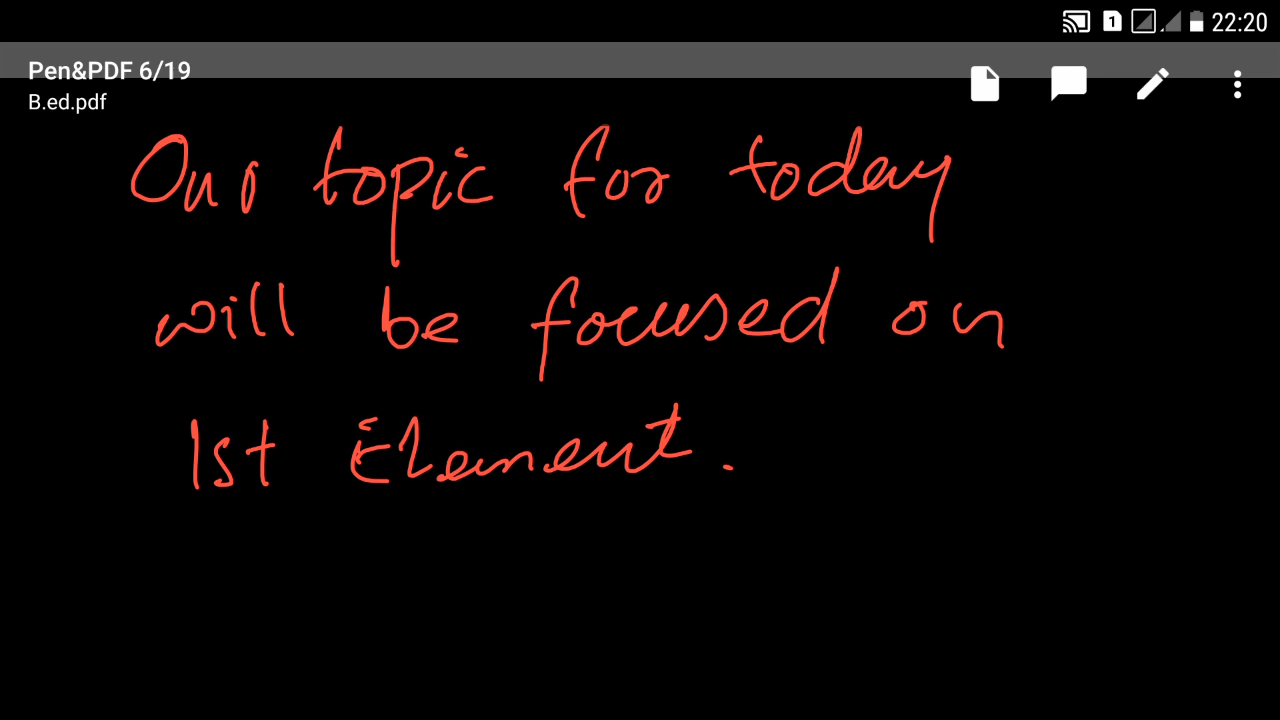 22:20
Pen&PDF 6/19
B.ed.pdf
Our topic for today
will be focused on
1st Element.